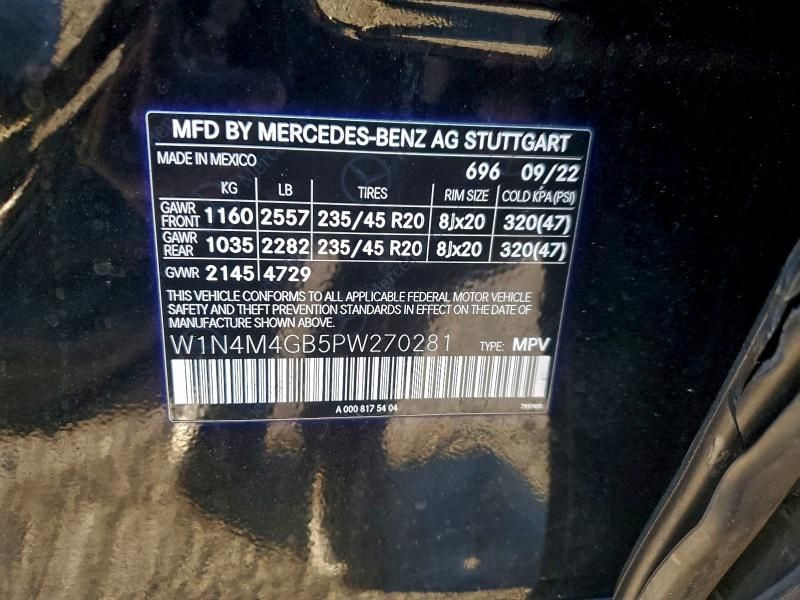 MFD BY MERCEDES-BENZ AG STUTTGART
MADE IN MEXICO 696 09/22
KG LB TIRES RIM SIZE COLD KPA (PSI)
GAWR FRONT 1160 2557 235/45 R20 8Jx20 320(47)
GAWR REAR 1035 2282 235/45 R20 8Jx20 320(47)
GVWR 2145 4729
THIS VEHICLE CONFORMS TO ALL APPLICABLE FEDERAL MOTOR VEHICLE
SAFETY AND THEFT PREVENTION STANDARDS IN EFFECT ON THE DATE OF
MANUFACTURE SHOWN ABOVE.
W1N4M4GB5PW270281 TYPE: MPV
A 000 817 54 04